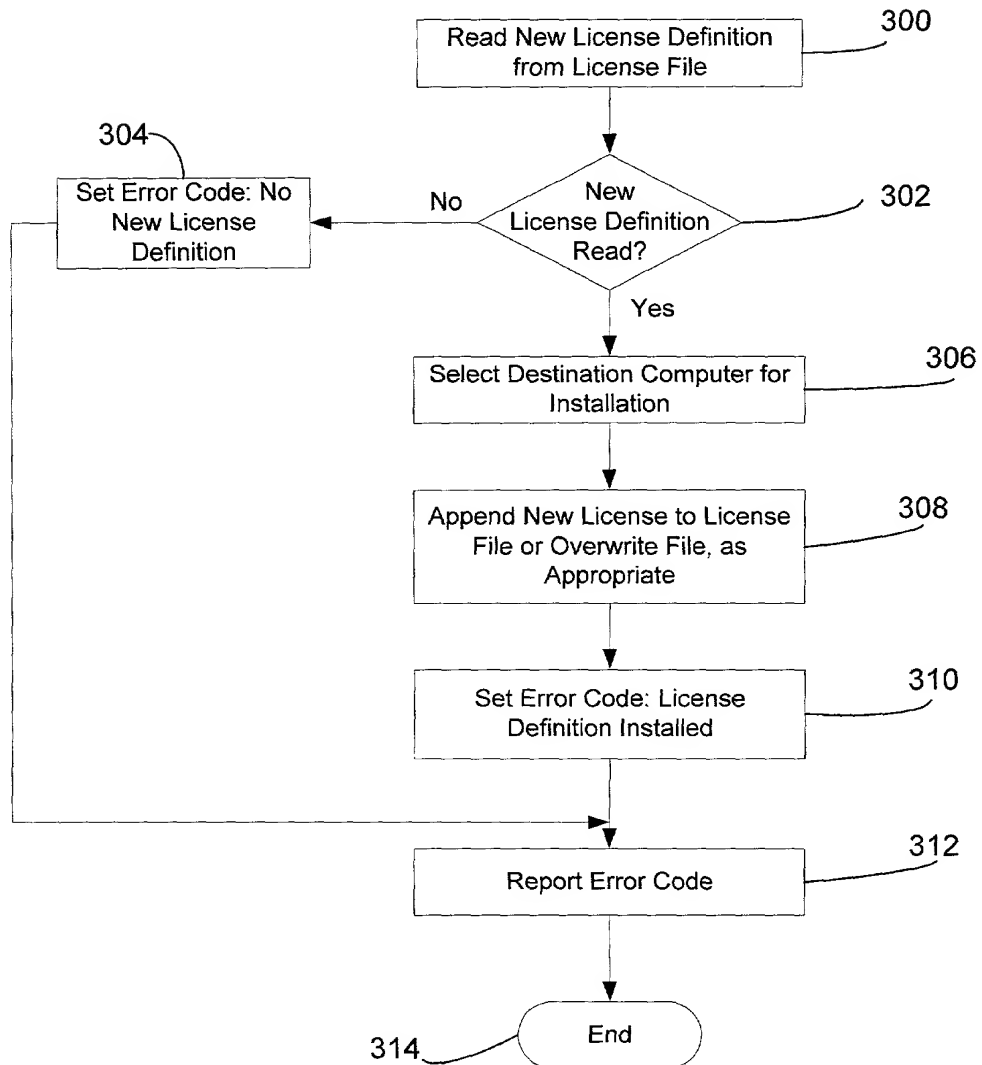 300
Read New License Definition
from License File
304
Set Error Code: No
New License
Definition
No
New
License Definition
Read?
302
Yes
306
Select Destination Computer for
Installation
308
Append New License to License
File or Overwrite File, as
Appropriate
310
Set Error Code: License
Definition Installed
312
Report Error Code
End
314